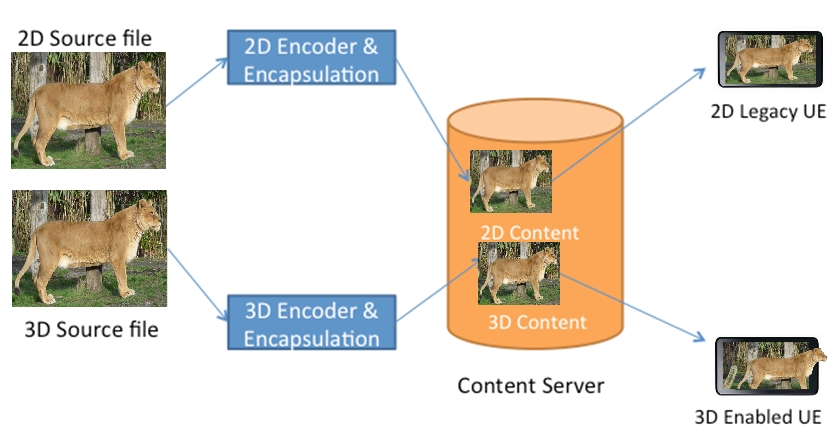 2D Source file
2D Encoder &
Encapsulation
2D Legacy UE
2D Content
3D Source file
3D Encoder &
Encapsulation
3D Content
Content Server
3D Enabled UE